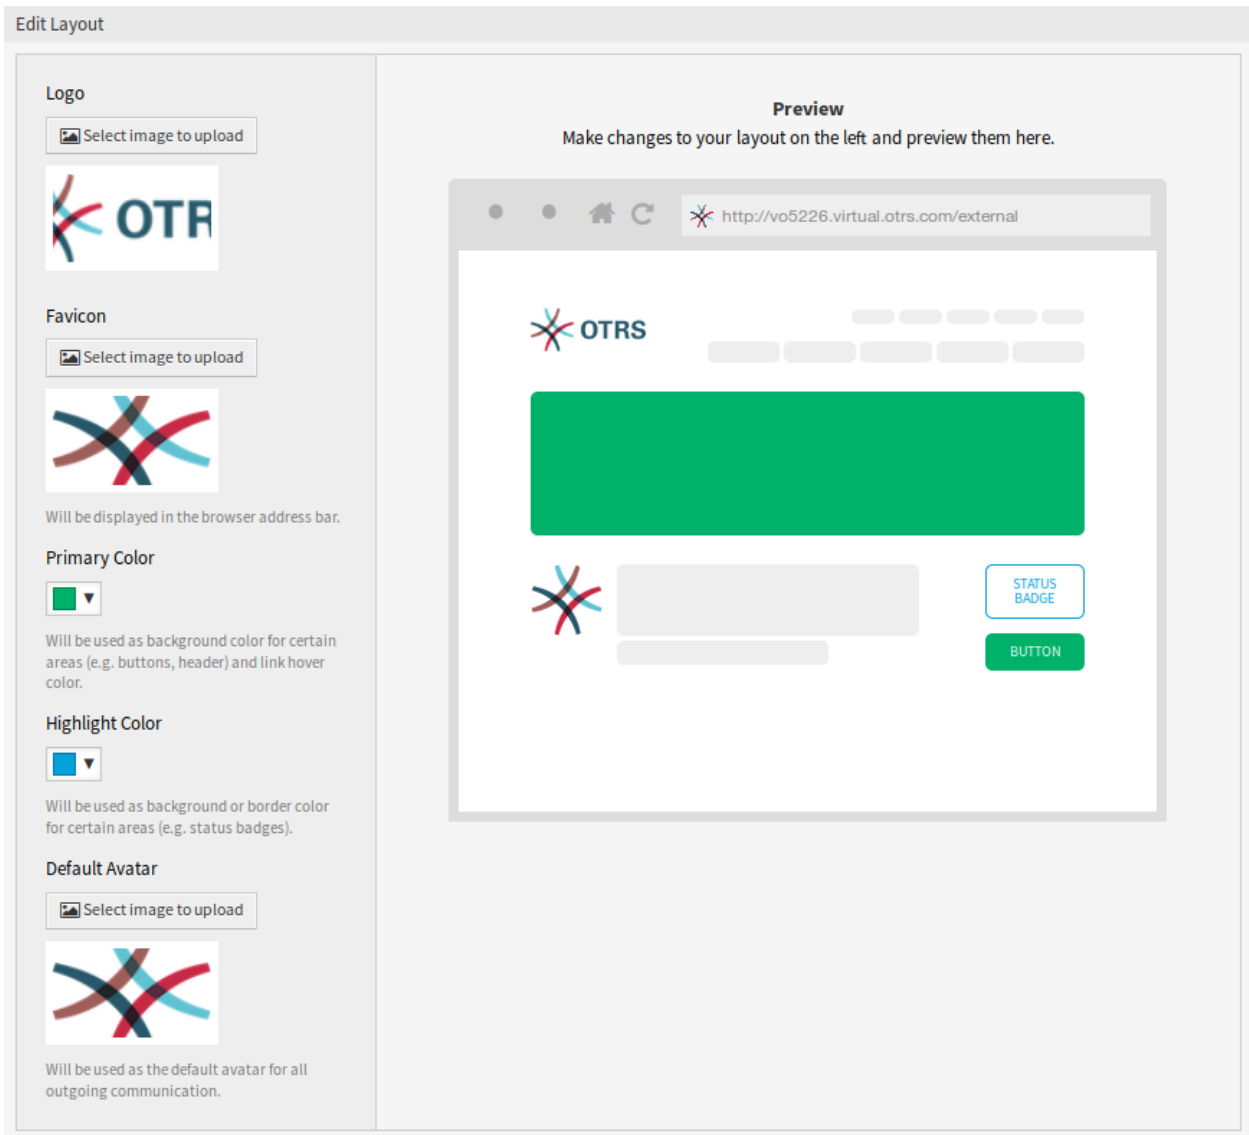 Edit Layout
Logo
Select image to upload
OTR
Favicon
Select image to upload
Will be displayed in the browser address bar.
Primary Color
Will be used as background color for certain
areas (e.g. buttons, header) and link hover
color.
Highlight Color
Will be used as background or border color
for certain areas (e.g. status badges).
Default Avatar
Select image to upload
Will be used as the default avatar for all
outgoing communication.
Preview
Make changes to your layout on the left and preview them here.
http://vo5226.virtual.otrs.com/external
OTRS
STATUS
BADGE
BUTTON